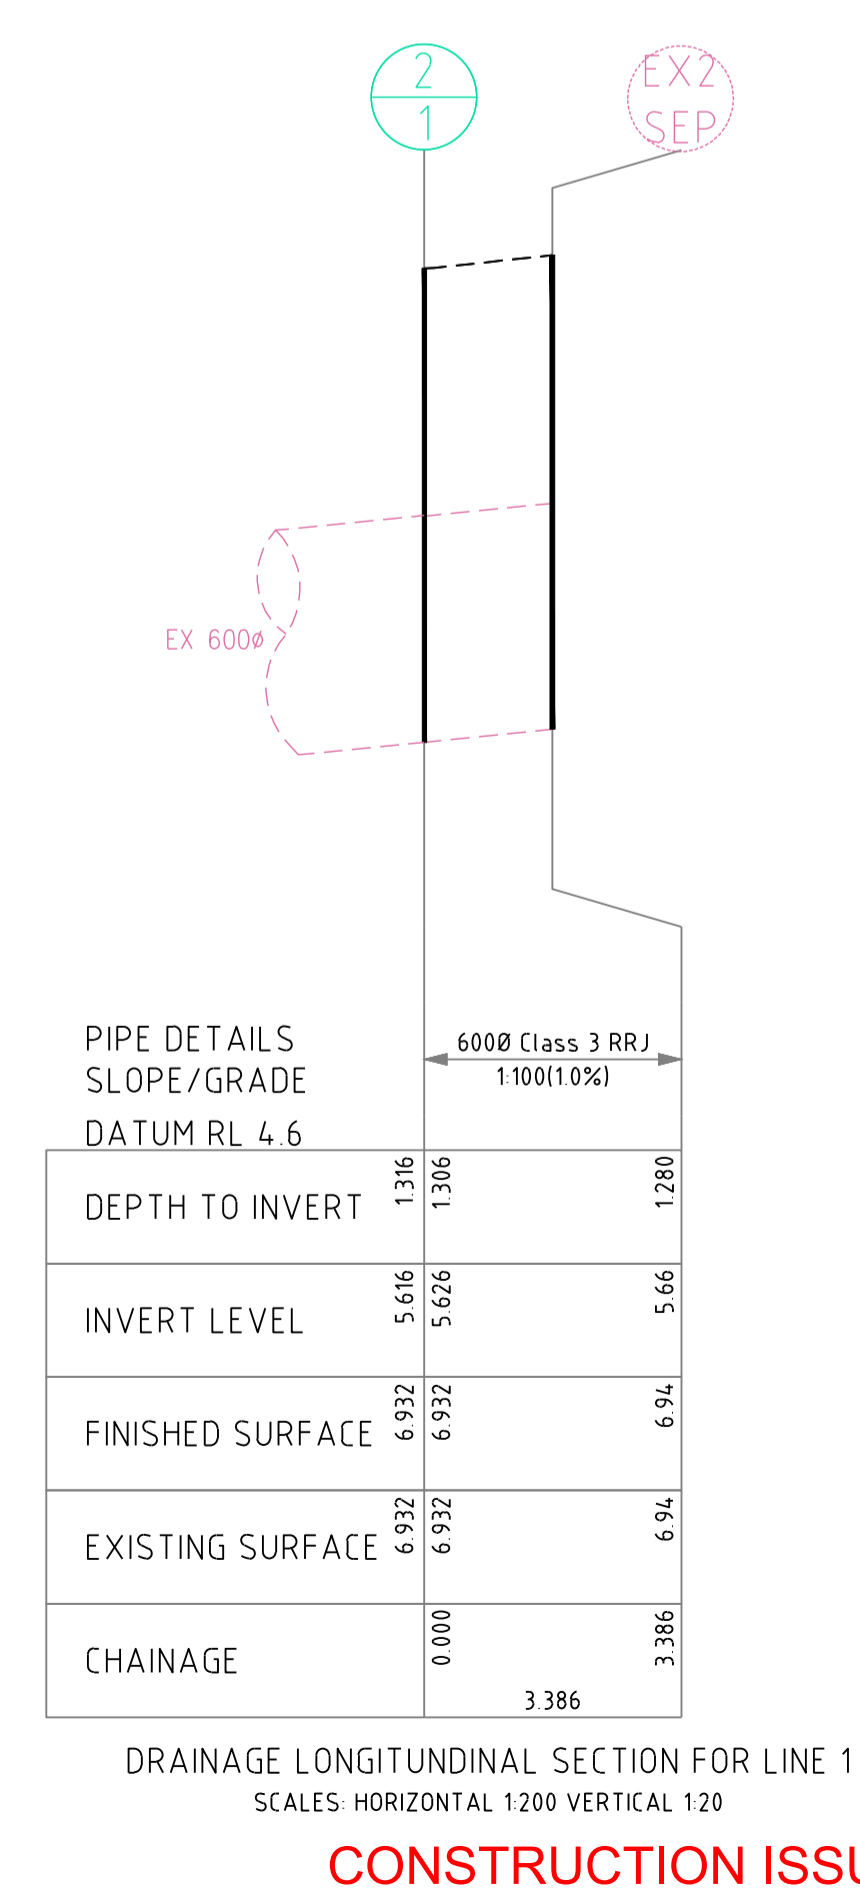 2
1
EX2
SEP
EX 600ø
PIPE DETAILS
600Ø Class 3 RRJ
SLOPE/GRADE
1:100(1.0%)
DATUM RL 4.6
DEPTH TO INVERT 1.316 1.306 1.280
INVERT LEVEL 5.616 5.626 5.66
FINISHED SURFACE 6.932 6.932 6.94
EXISTING SURFACE 6.932 6.932 6.94
CHAINAGE 0.000 3.386
3.386
DRAINAGE LONGITUNDINAL SECTION FOR LINE 1
SCALES: HORIZONTAL 1:200 VERTICAL 1:20
CONSTRUCTION ISSU